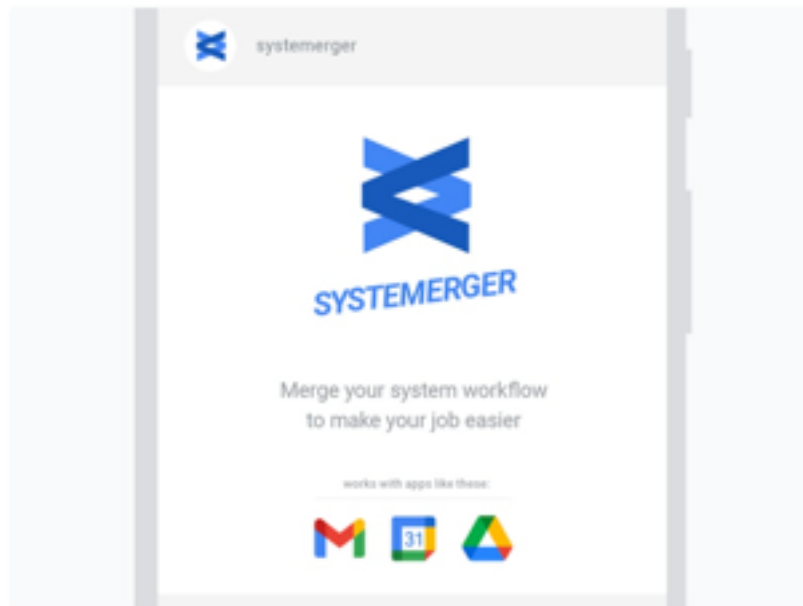 systemerger
SYSTEMERGER
Merge your system workflow
to make your job easier
works with apps like these:
31